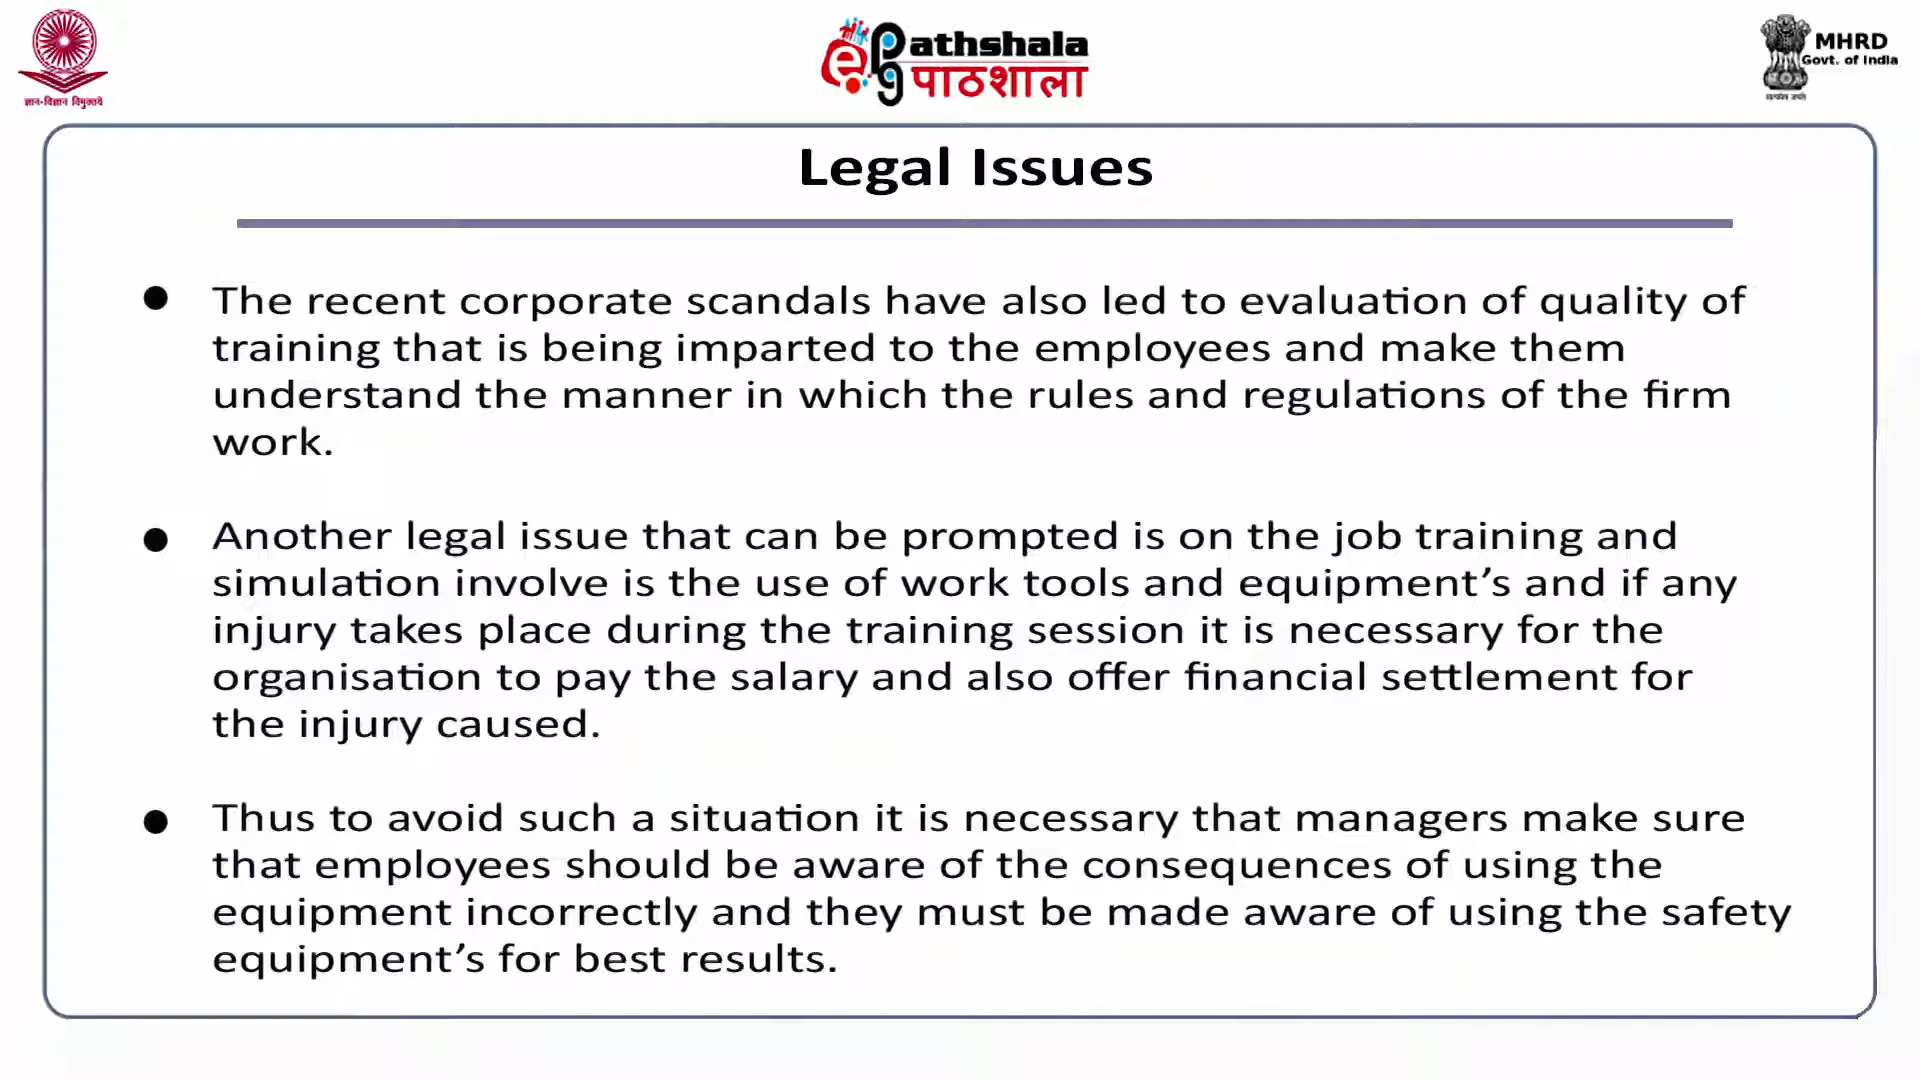 ज्ञान-विज्ञान विमुक्तये
e pg Pathshala
पाठशाला
MHRD
Govt. of India
सत्यमेव जयते
Legal Issues
● The recent corporate scandals have also led to evaluation of quality of
training that is being imparted to the employees and make them
understand the manner in which the rules and regulations of the firm
work.
● Another legal issue that can be prompted is on the job training and
simulation involve is the use of work tools and equipment’s and if any
injury takes place during the training session it is necessary for the
organisation to pay the salary and also offer financial settlement for
the injury caused.
● Thus to avoid such a situation it is necessary that managers make sure
that employees should be aware of the consequences of using the
equipment incorrectly and they must be made aware of using the safety
equipment’s for best results.